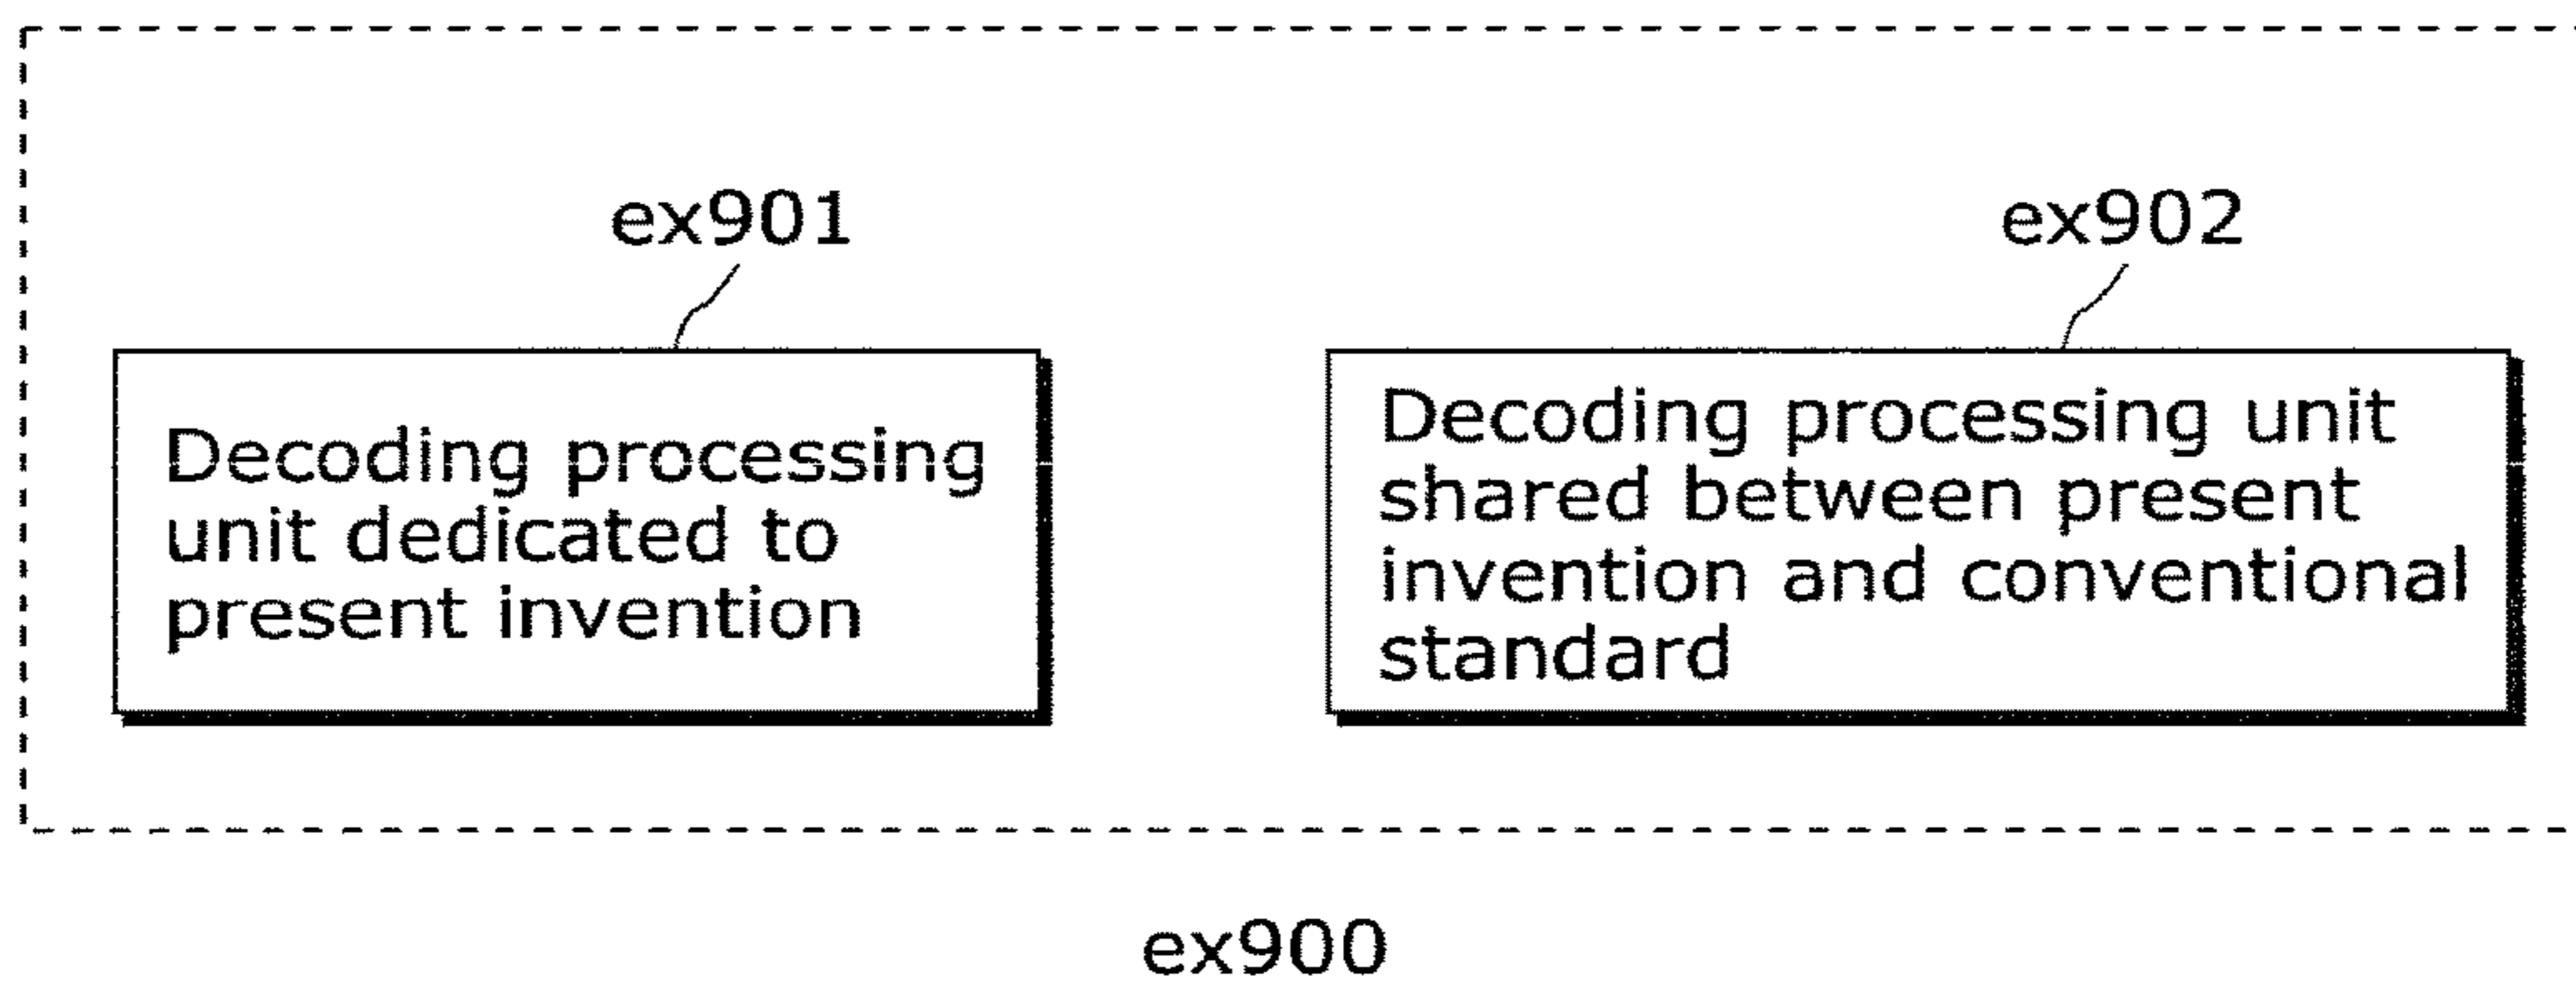 ex901
Decoding processing
unit dedicated to
present invention
ex902
Decoding processing unit
shared between present
invention and conventional
standard
ex900